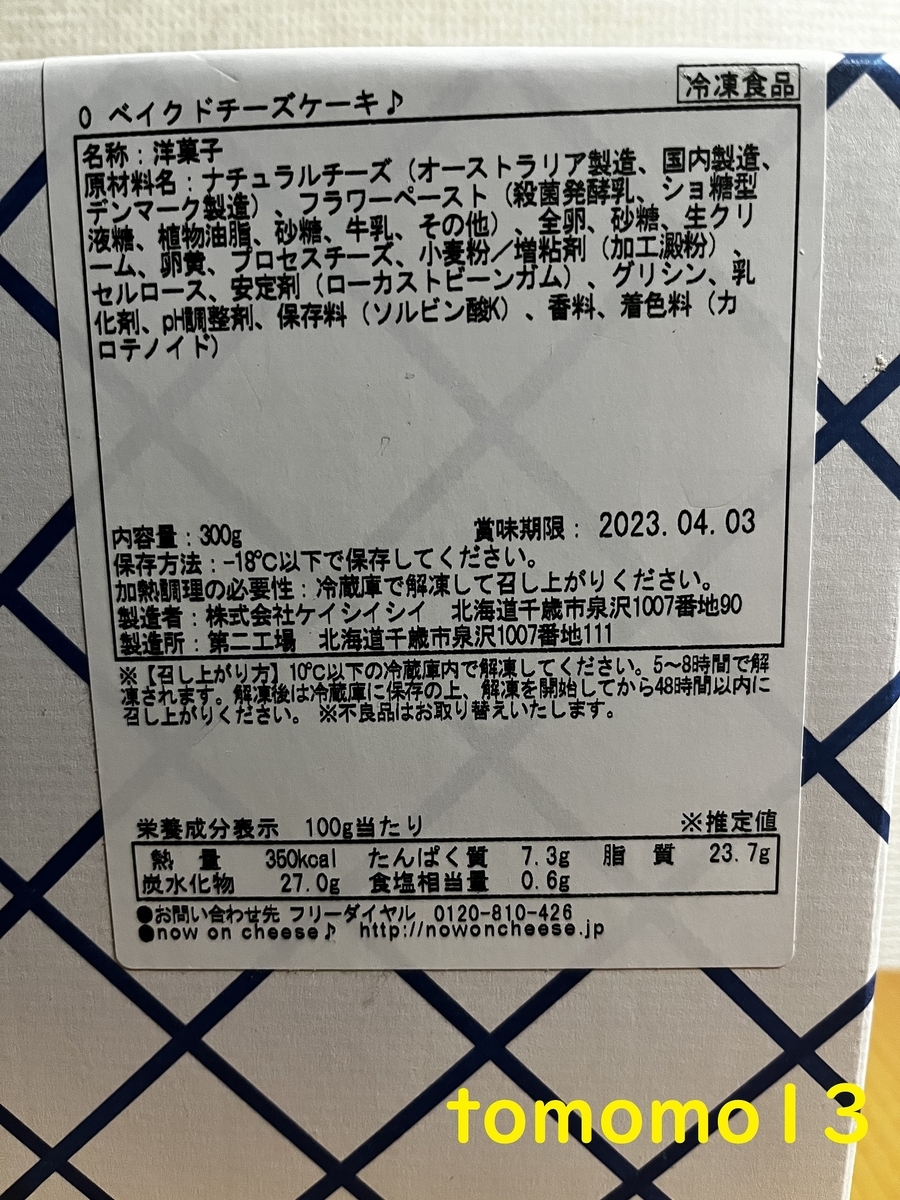 0 ベイクドチーズケーキ♪
冷凍食品
名称：洋菓子
原材料名：ナチュラルチーズ（オーストラリア製造、国内製造、
デンマーク製造）、フラワーペースト（殺菌発酵乳、ショ糖型
液糖、植物油脂、砂糖、牛乳、その他）、全卵、砂糖、生クリ
ーム、卵黄、プロセスチーズ、小麦粉／増粘剤（加工澱粉）、
セルロース、安定剤（ローカストビーンガム）、グリシン、乳
化剤、pH調整剤、保存料（ソルビン酸K）、香料、着色料（カ
ロテノイド）
内容量：300g 賞味期限：2023.04.03
保存方法：-18℃以下で保存してください。
加熱調理の必要性：冷蔵庫で解凍して召し上がりください。
製造者：株式会社ケイシイシイ 北海道千歳市泉沢1007番地90
製造所：第二工場 北海道千歳市泉沢1007番地111
※【召し上がり方】10℃以下の冷蔵庫内で解凍してください。5～8時間で解
凍されます。解凍後は冷蔵庫に保存の上、解凍を開始してから48時間以内に
召し上がりください。 ※不良品はお取り替えいたします。
栄養成分表示 100g当たり ※推定値
熱量 350kcal たんぱく質 7.3g 脂質 23.7g
炭水化物 27.0g 食塩相当量 0.6g
●お問い合わせ先 フリーダイヤル 0120-810-426
●now on cheese♪ http://nowoncheese.jp
tomomo13